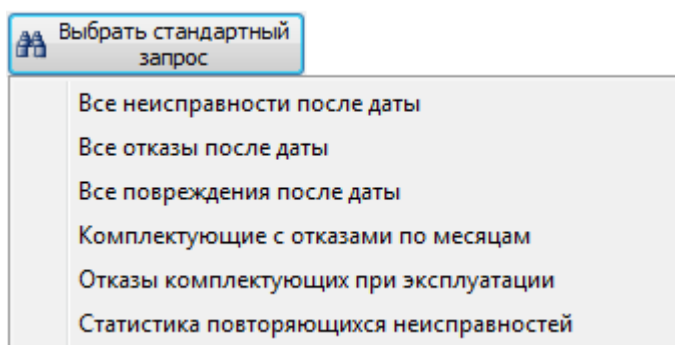 Выбрать стандартный
запрос
Все неисправности после даты
Все отказы после даты
Все повреждения после даты
Комплектующие с отказами по месяцам
Отказы комплектующих при эксплуатации
Статистика повторяющихся неисправностей